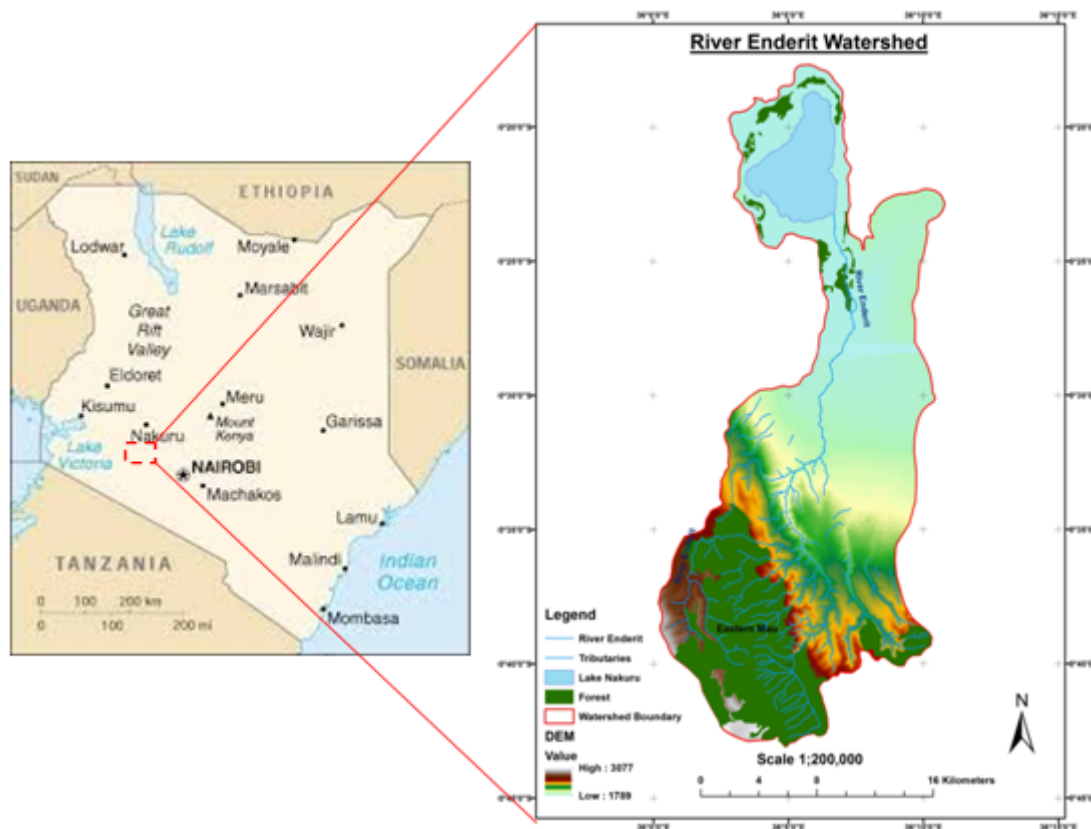 SUDAN
ETHIOPIA
Lake
Rudolf
Lodwar
Moyale
Marsabit
UGANDA
Great
Rift
Valley
Wajir
SOMALIA
Eldoret
Kisumu
Meru
Mount
Kenya
Garissa
Nakuru
Lake
Victoria
NAIROBI
Machakos
Lamu
TANZANIA
Malindi
Indian
Ocean
0 100 200 km
0 100 200 mi
Mombasa
River Enderit Watershed
River Enderit
Eastern Mau
Legend
River Enderit
Tributaries
Lake Nakuru
Forest
Watershed Boundary
DEM
Value
High : 3077
Low : 1789
N
Scale 1;200,000
0 4 8 16 Kilometers